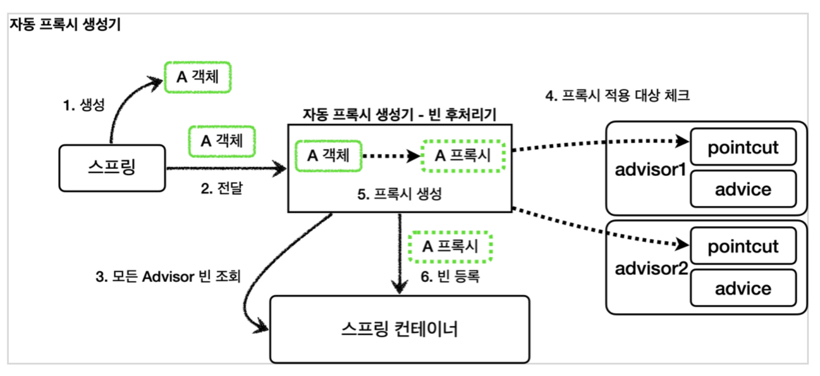 자동 프록시 생성기
A 객체
1. 생성
4. 프록시 적용 대상 체크
자동 프록시 생성기 - 빈 후처리기
A 객체
스프링
2. 전달
A 객체
A 프록시
5. 프록시 생성
advisor1
pointcut
advice
advisor2
pointcut
advice
3. 모든 Advisor 빈 조회
A 프록시
6. 빈 등록
스프링 컨테이너